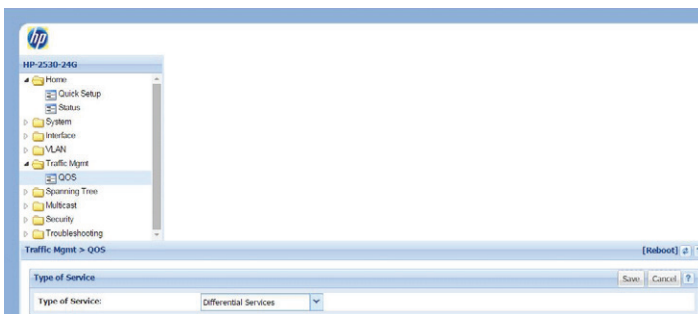 hp
HP-2530-24G
Home
Quick Setup
Status
System
Interface
VLAN
Traffic Mgmt
QOS
Spanning Tree
Multicast
Security
Troubleshooting
Traffic Mgmt > QOS [Reboot]
Type of Service Save Cancel ?
Type of Service: Differential Services